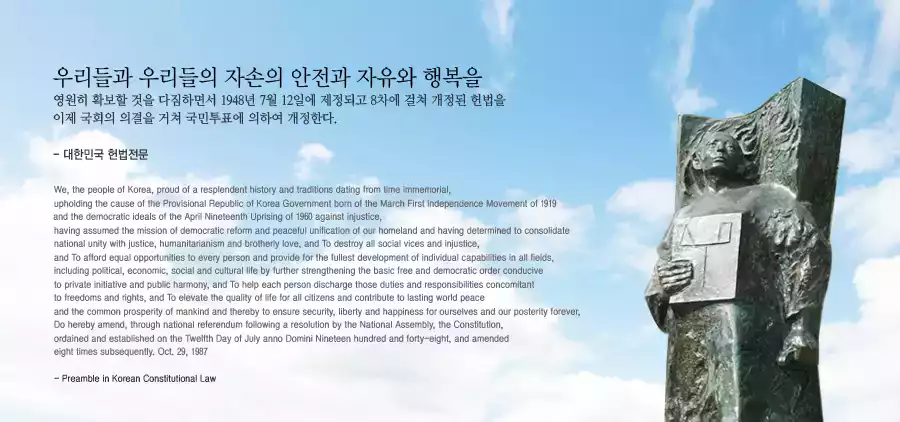 우리들과 우리들의 자손의 안전과 자유와 행복을
영원히 확보할 것을 다짐하면서 1948년 7월 12일에 제정되고 8차에 걸쳐 개정된 헌법을
이제 국회의 의결을 거쳐 국민투표에 의하여 개정한다.
- 대한민국 헌법전문
We, the people of Korea, proud of a resplendent history and traditions dating from time immemorial,
upholding the cause of the Provisional Republic of Korea Government born of the March First Independence Movement of 1919
and the democratic ideals of the April Nineteenth Uprising of 1960 against injustice,
having assumed the mission of democratic reform and peaceful unification of our homeland and having determined to consolidate
national unity with justice, humanitarianism and brotherly love, and To destroy all social vices and injustice,
and To afford equal opportunities to every person and provide for the fullest development of individual capabilities in all fields,
including political, economic, social and cultural life by further strengthening the basic free and democratic order conducive
to private initiative and public harmony, and To help each person discharge those duties and responsibilities concomitant
to freedoms and rights, and To elevate the quality of life for all citizens and contribute to lasting world peace
and the common prosperity of mankind and thereby to ensure security, liberty and happiness for ourselves and our posterity forever,
Do hereby amend, through national referendum following a resolution by the National Assembly, the Constitution,
ordained and established on the Twelfth Day of July anno Domini Nineteen hundred and forty-eight, and amended
eight times subsequently. Oct. 29, 1987
- Preamble in Korean Constitutional Law